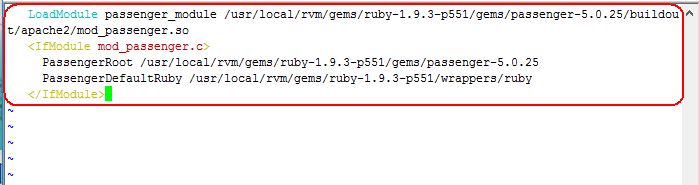 LoadModule passenger_module /usr/local/rvm/gems/ruby-1.9.3-p551/gems/passenger-5.0.25/buildou
t/apache2/mod_passenger.so
<IfModule mod_passenger.c>
PassengerRoot /usr/local/rvm/gems/ruby-1.9.3-p551/gems/passenger-5.0.25
PassengerDefaultRuby /usr/local/rvm/gems/ruby-1.9.3-p551/wrappers/ruby
</IfModule>
~
~
~
~
~